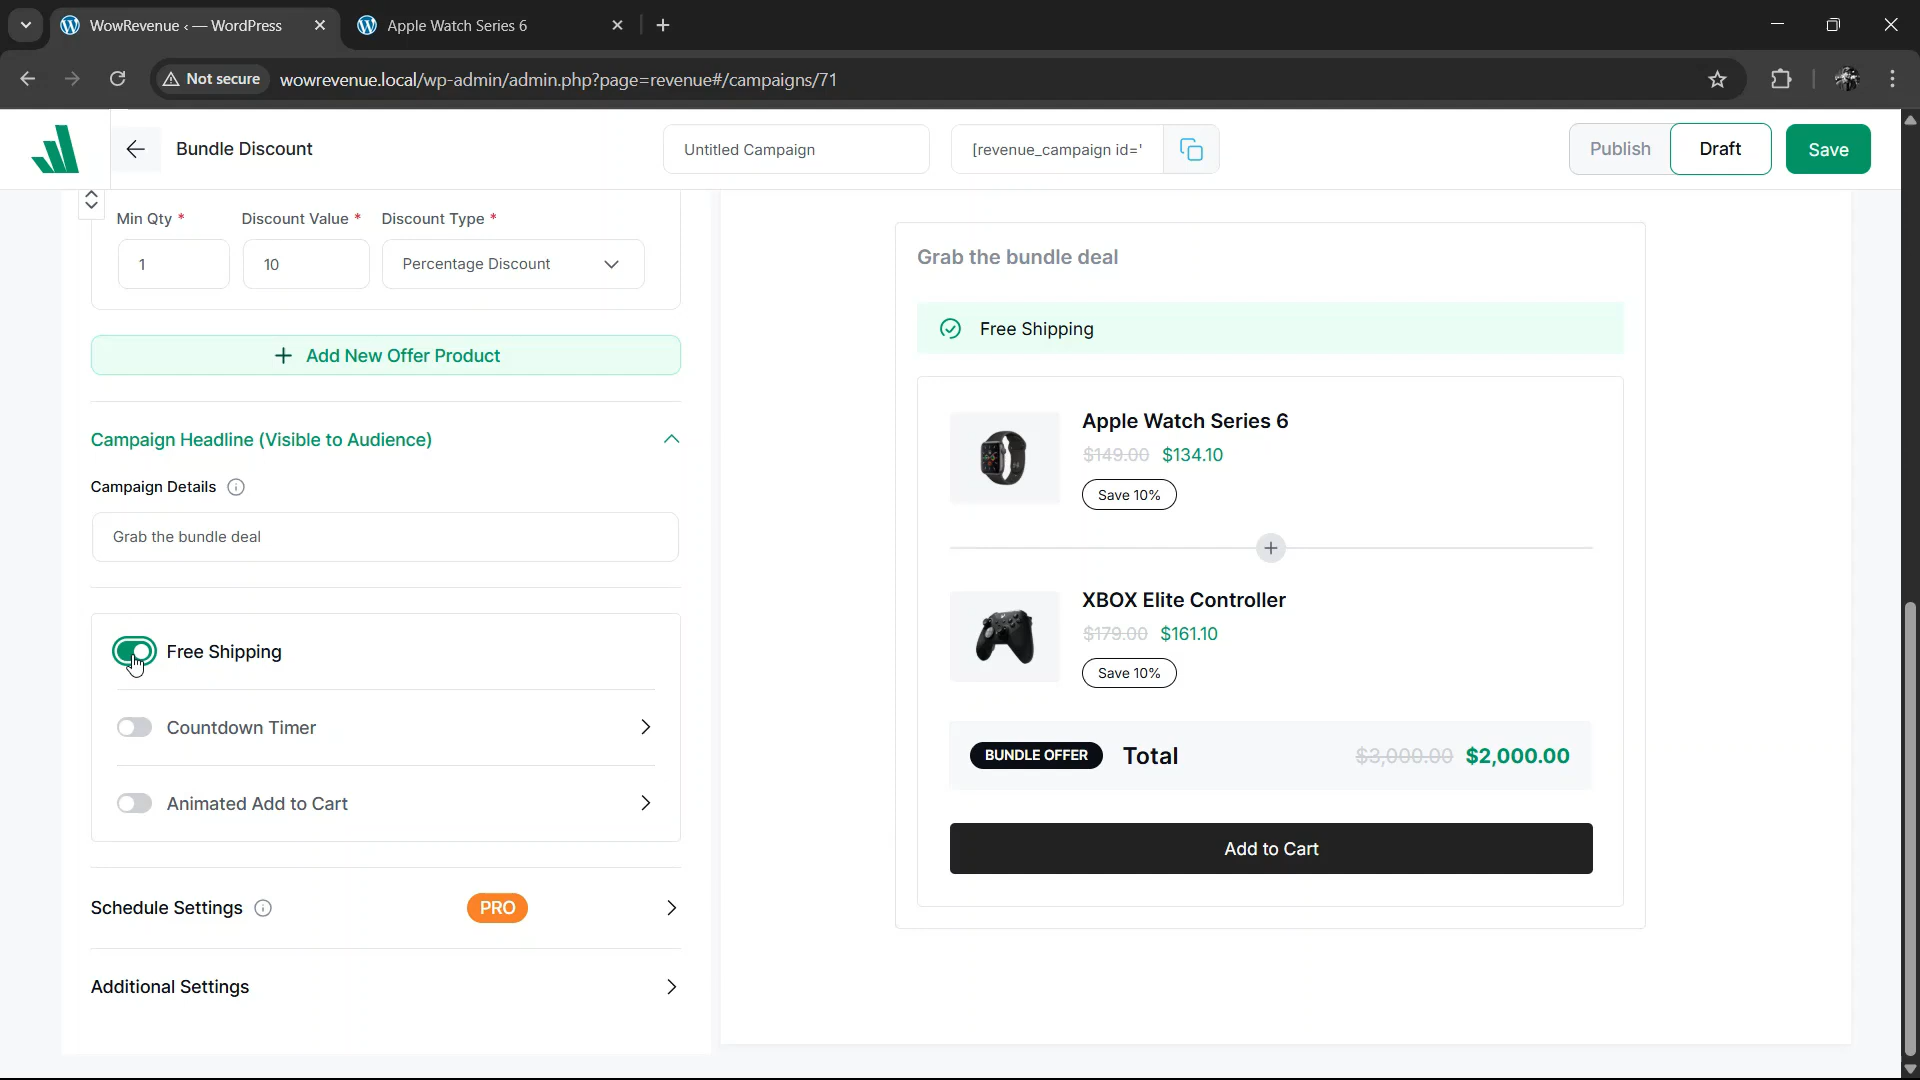 WowRevenue ‹ — WordPress
Apple Watch Series 6
Not secure
wowrevenue.local/wp-admin/admin.php?page=revenue#/campaigns/71
Bundle Discount
Untitled Campaign
[revenue_campaign id='
Publish
Draft
Save
Min Qty *
Discount Value *
Discount Type *
1
10
Percentage Discount
+ Add New Offer Product
Campaign Headline (Visible to Audience)
Campaign Details
Grab the bundle deal
Free Shipping
Countdown Timer
Animated Add to Cart
Schedule Settings
PRO
Additional Settings
Grab the bundle deal
Free Shipping
Apple Watch Series 6
$149.00 $134.10
Save 10%
+
XBOX Elite Controller
$179.00 $161.10
Save 10%
BUNDLE OFFER Total $3,000.00 $2,000.00
Add to Cart